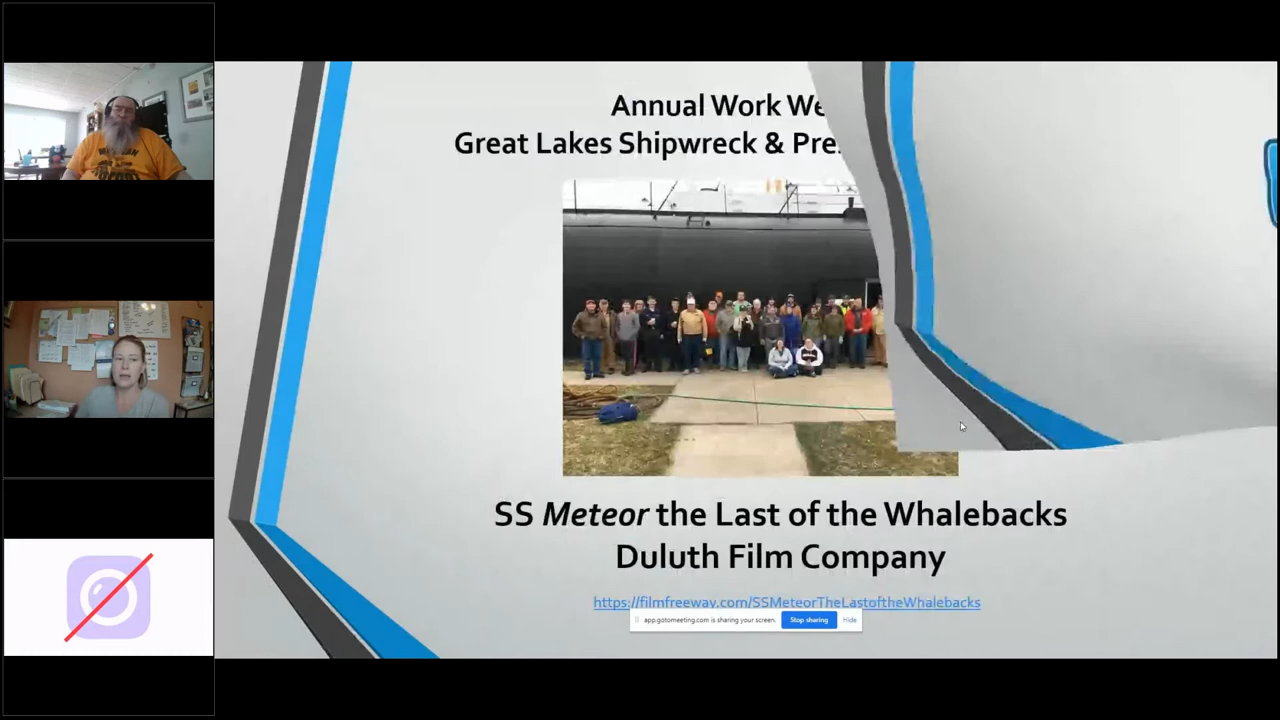 Annual Work We
Great Lakes Shipwreck & Pre
SS Meteor the Last of the Whalebacks
Duluth Film Company
https://filmfreeway.com/SSMeteorTheLastoftheWhalebacks
app.gotomeeting.com is sharing your screen. Stop sharing Hide